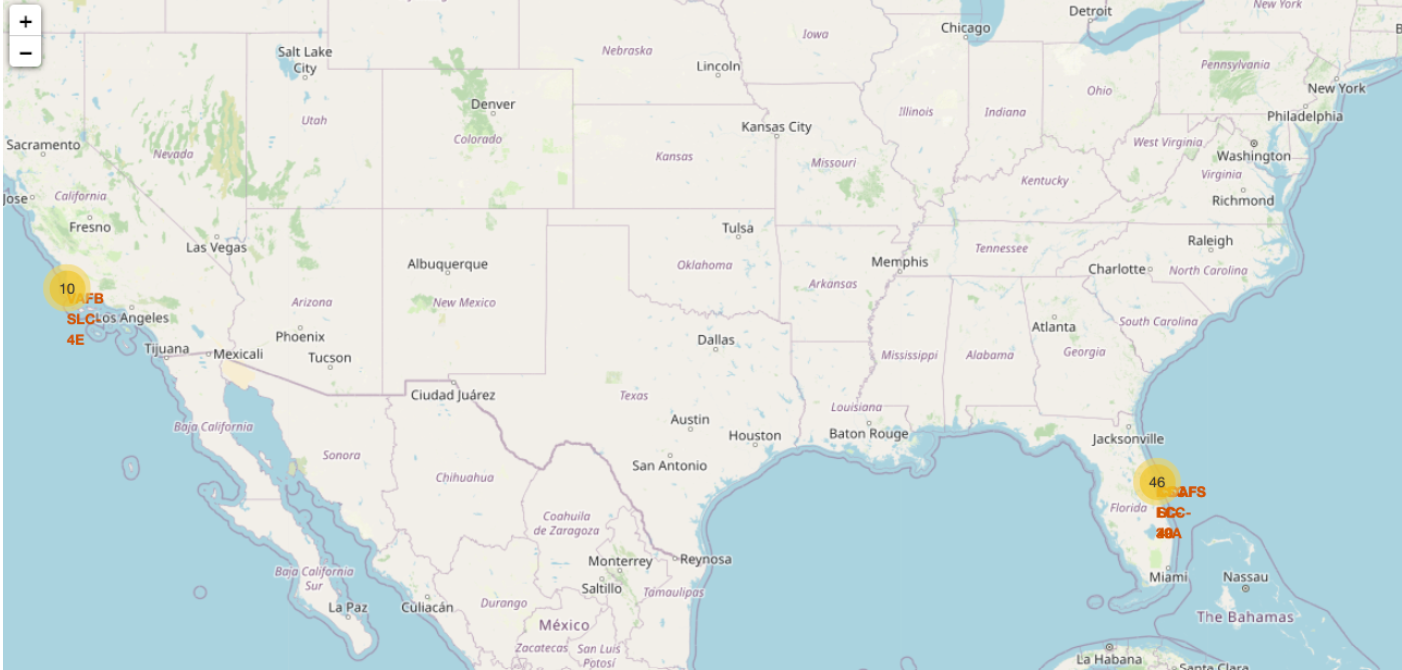 +
−
Detroit
New York
Chicago
Iowa
Salt Lake
City
Nebraska
Lincoln
Pennsylvania
New York
Ohio
Denver
Illinois
Indiana
Philadelphia
Utah
Kansas City
Colorado
Sacramento
Nevada
Kansas
Missouri
West Virginia
Washington
Virginia
Kentucky
Jose
California
Richmond
Fresno
Las Vegas
Tulsa
Raleigh
Tennessee
Albuquerque
Oklahoma
Memphis
Charlotte
North Carolina
Arkansas
10
VAFB
SLC-
4E
Los Angeles
Arizona
New Mexico
Phoenix
Atlanta
South Carolina
Dallas
Tijuana
Mexicali
Tucson
Mississippi
Alabama
Georgia
Ciudad Juárez
Texas
Louisiana
Austin
Baja California
Houston
Baton Rouge
Jacksonville
Sonora
San Antonio
Chihuahua
46
Florida
Coahuila
de Zaragoza
Monterrey
Reynosa
Baja California
Sur
Saltillo
Tamaulipas
Miami
Nassau
La Paz
Culiacán
Durango
México
The Bahamas
Zacatecas
San Luis
Potosí
La Habana
Santa Clara